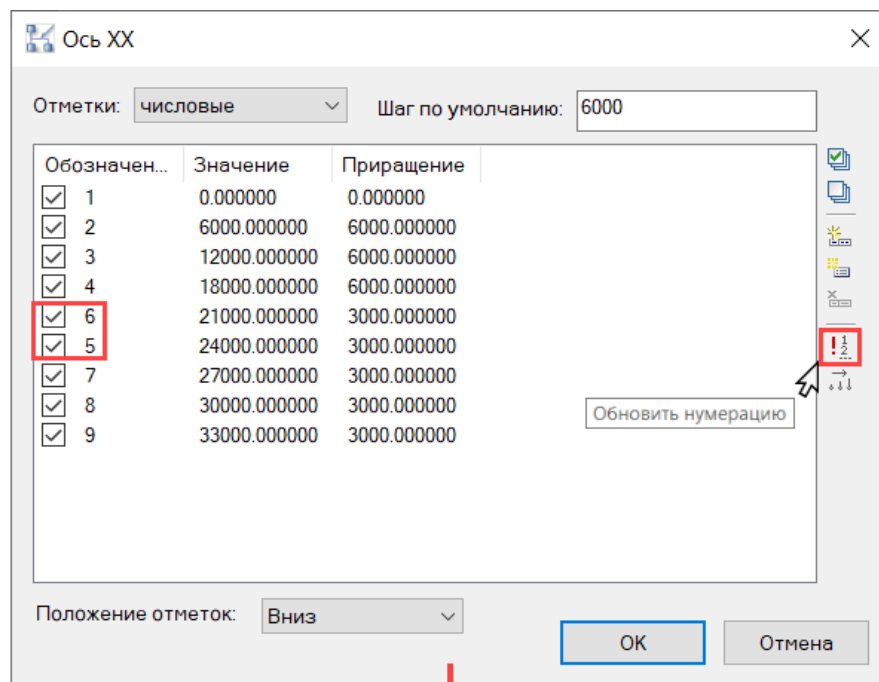 Ось XX
Отметки: числовые Шаг по умолчанию: 6000
Обозначен... Значение Приращение
1 0.000000 0.000000
2 6000.000000 6000.000000
3 12000.000000 6000.000000
4 18000.000000 6000.000000
6 21000.000000 3000.000000
5 24000.000000 3000.000000
7 27000.000000 3000.000000
8 30000.000000 3000.000000
9 33000.000000 3000.000000
Обновить нумерацию
Положение отметок: Вниз
OK Отмена